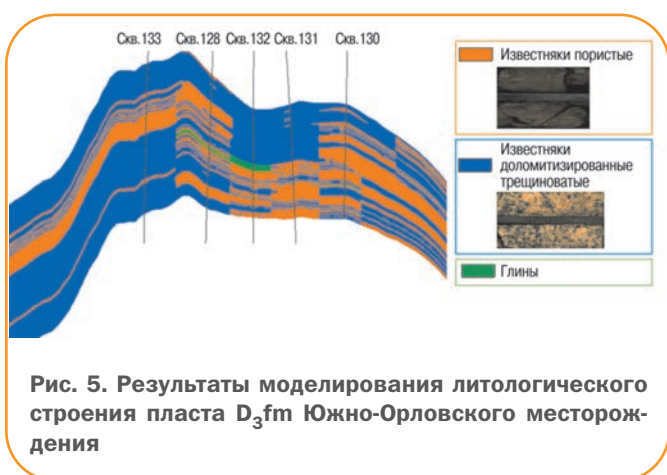 Скв.133 Скв.128 Скв.132 Скв.131 Скв.130
Известняки пористые
Известняки
доломитизированные
трещиноватые
Глины
Рис. 5. Результаты моделирования литологического
строения пласта D₃fm Южно-Орловского месторож-
дения